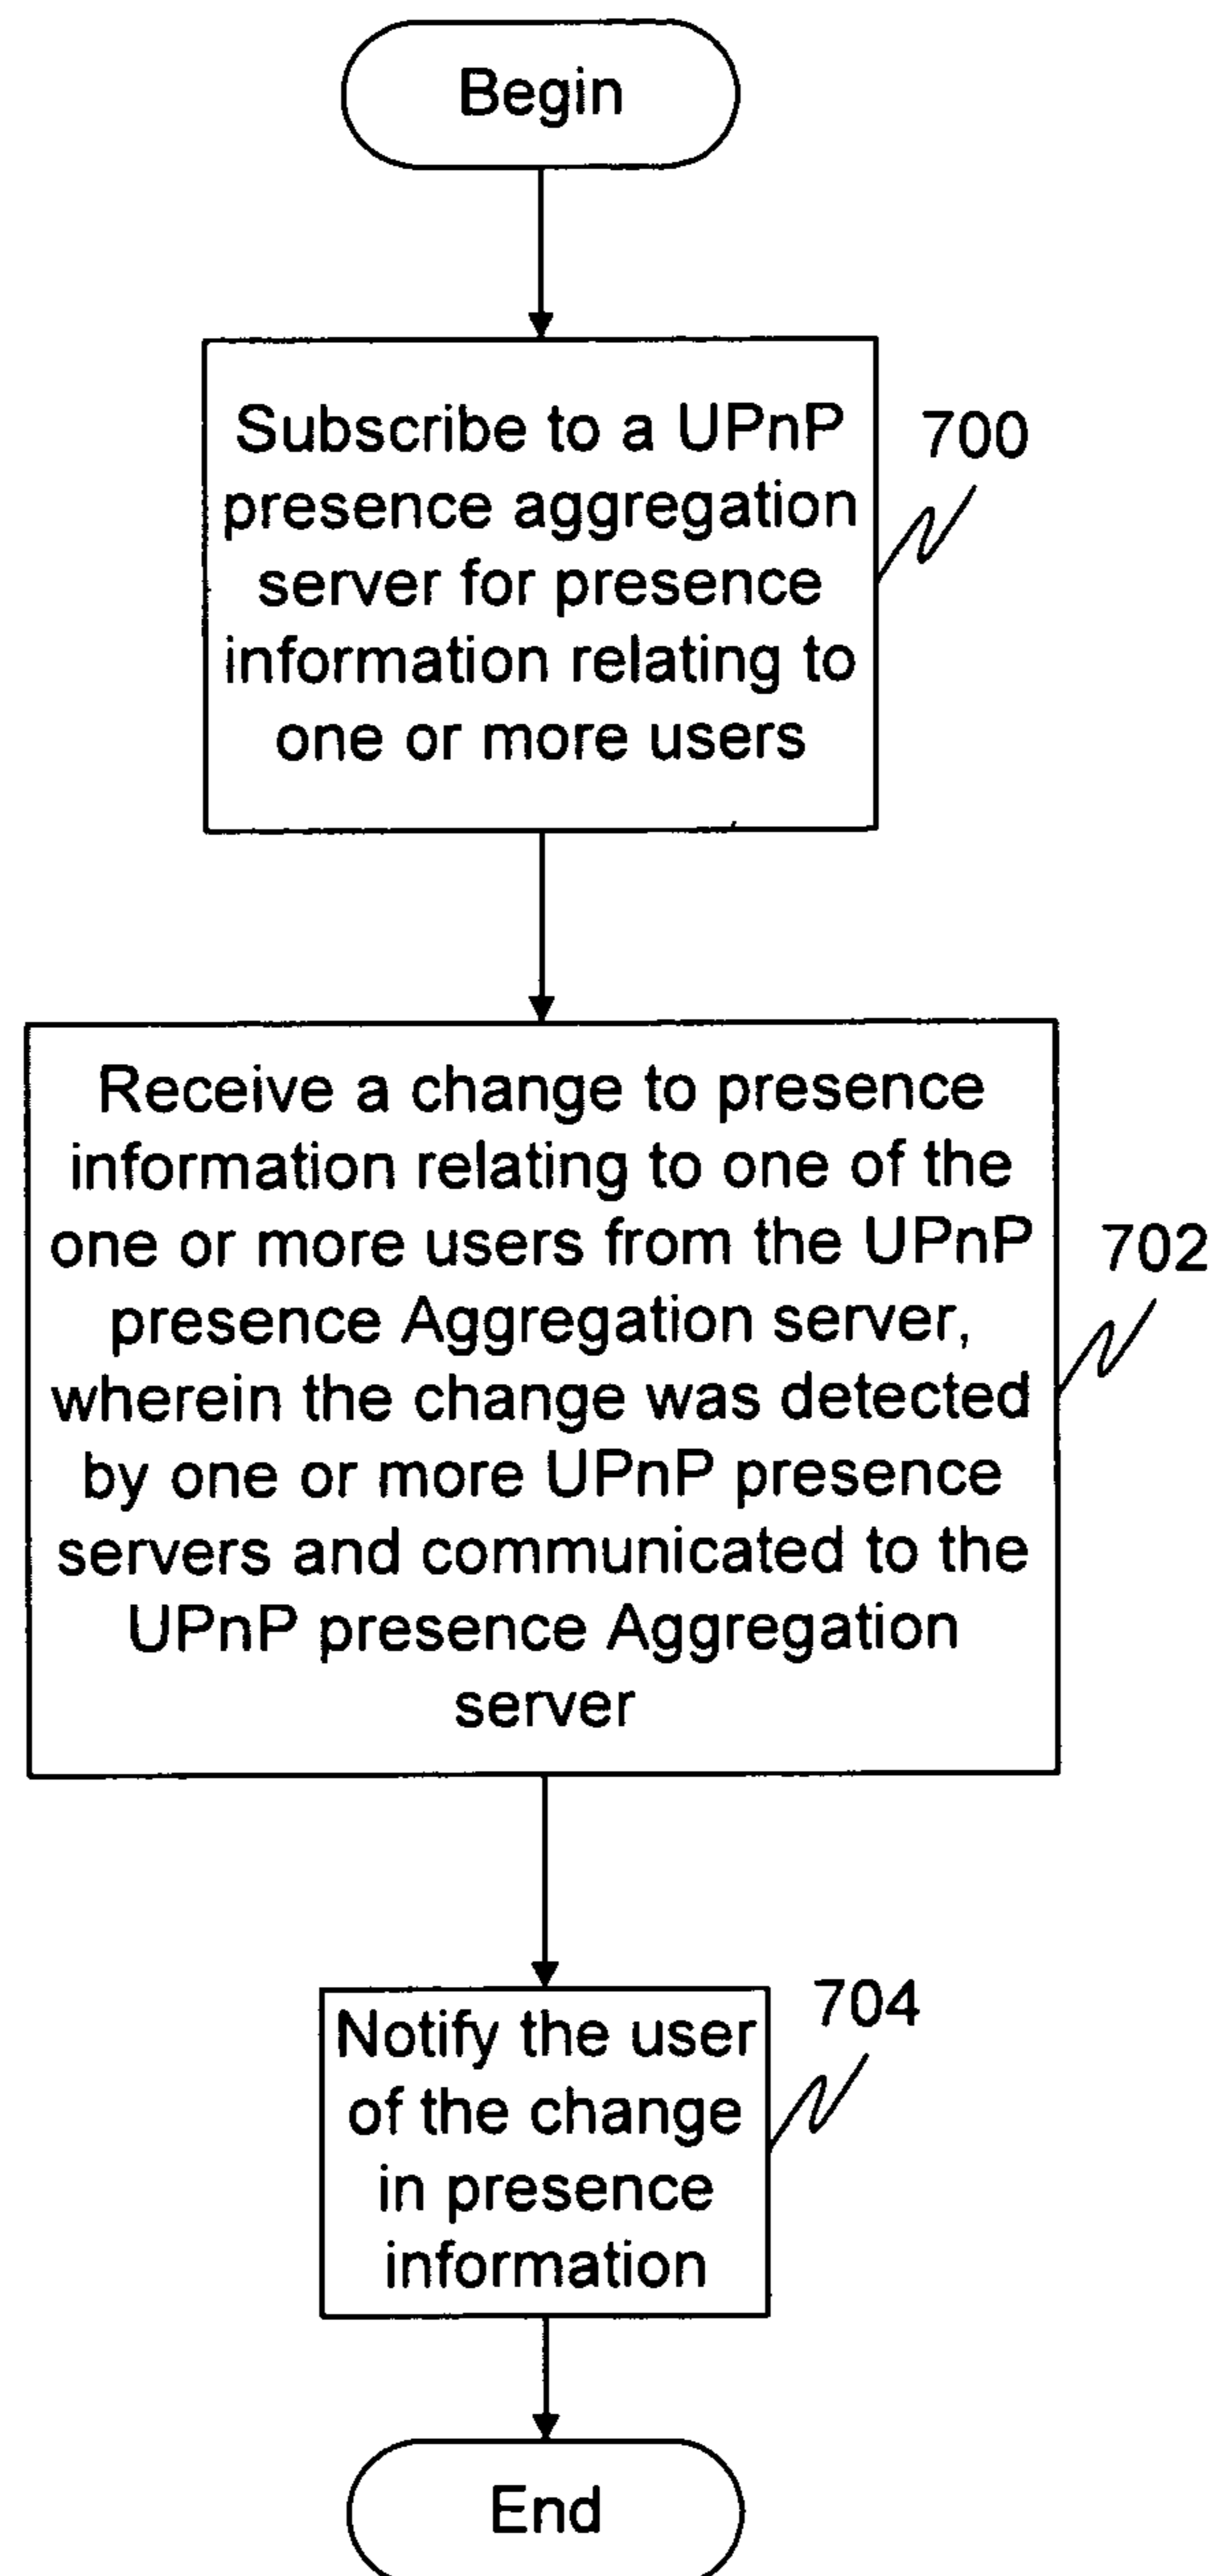 Begin
Subscribe to a UPnP
presence aggregation
server for presence
information relating to
one or more users
700
Receive a change to presence
information relating to one of the
one or more users from the UPnP
presence Aggregation server,
wherein the change was detected
by one or more UPnP presence
servers and communicated to the
UPnP presence Aggregation
server
702
Notify the user
of the change
in presence
information
704
End